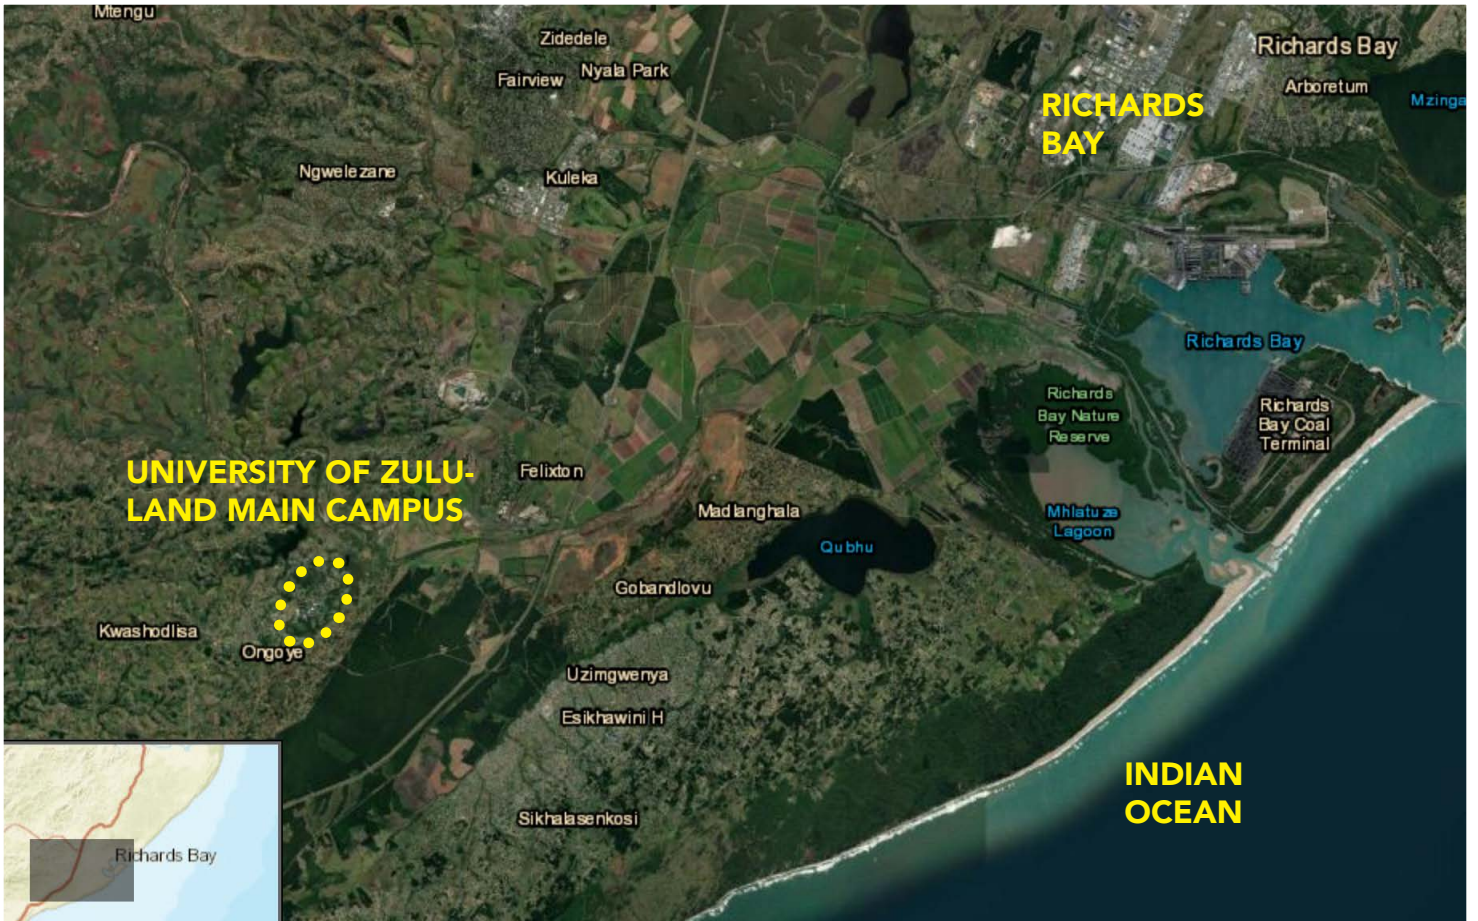 Mtengu
Zidedele
Fairview
Nyala Park
Richards Bay
Arboretum
Mzinga
RICHARDS
BAY
Ngwelezane
Kuleka
Richards Bay
Richards
Bay Nature
Reserve
Richards
Bay Coal
Terminal
UNIVERSITY OF ZULU-
LAND MAIN CAMPUS
Felixton
Madlanghala
Mhlatuze
Lagoon
Qubhu
Gobandlovu
Kwashodlisa
Ongoye
Uzimgwenya
Esikhawini H
INDIAN
OCEAN
Sikhalasenkosi
Richards Bay